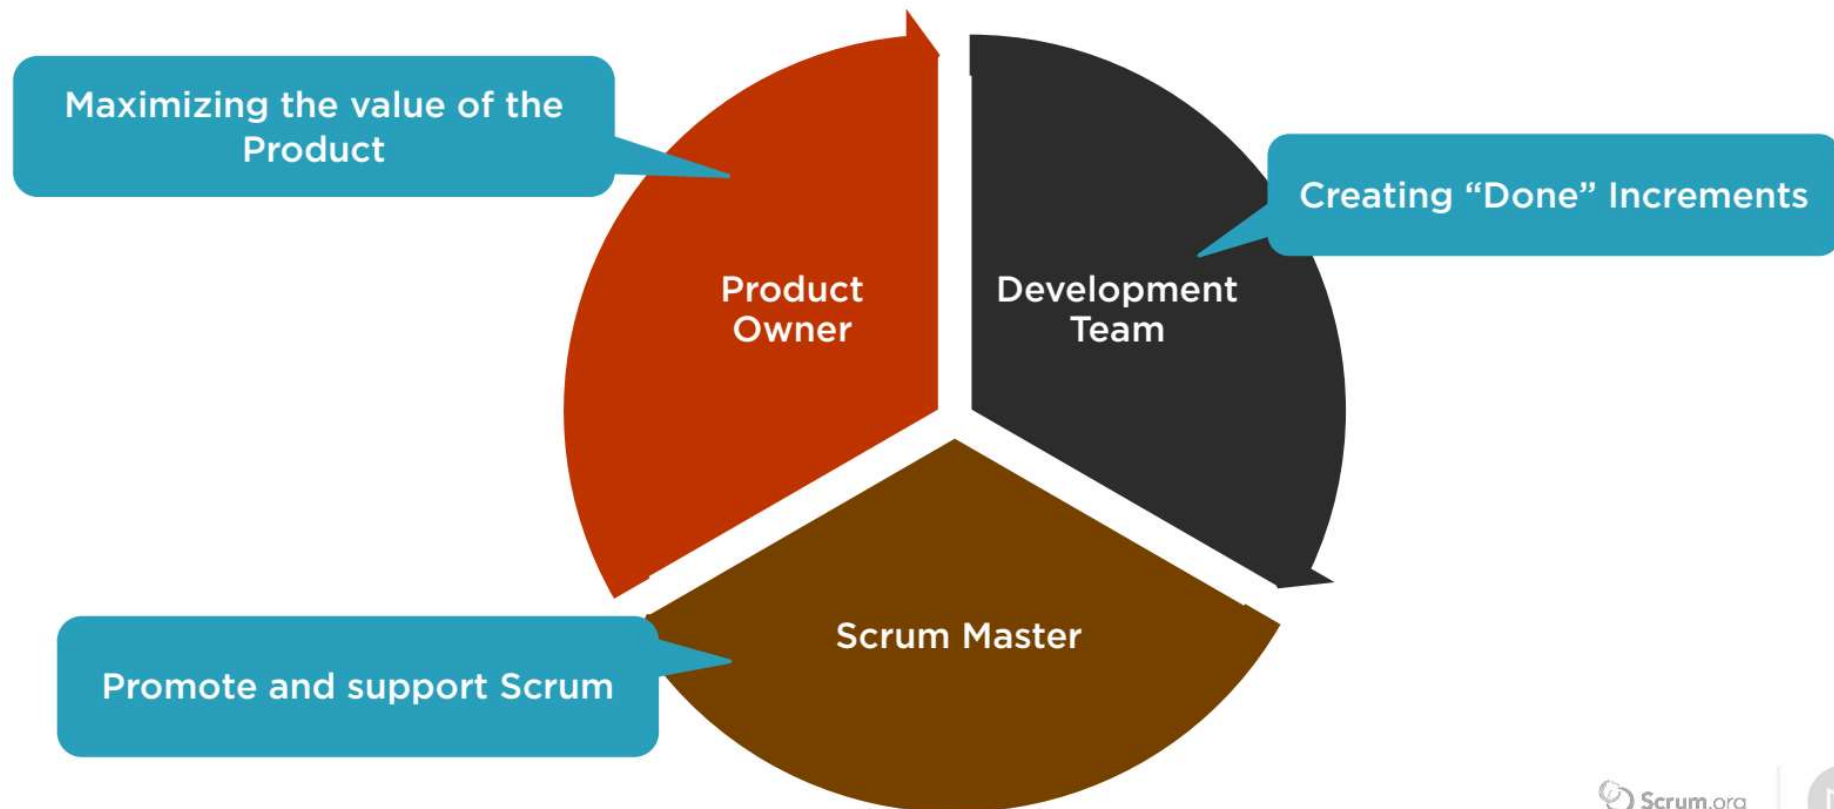 Maximizing the value of the
Product
Creating “Done” Increments
Product
Owner
Development
Team
Scrum Master
Promote and support Scrum
Scrum.org